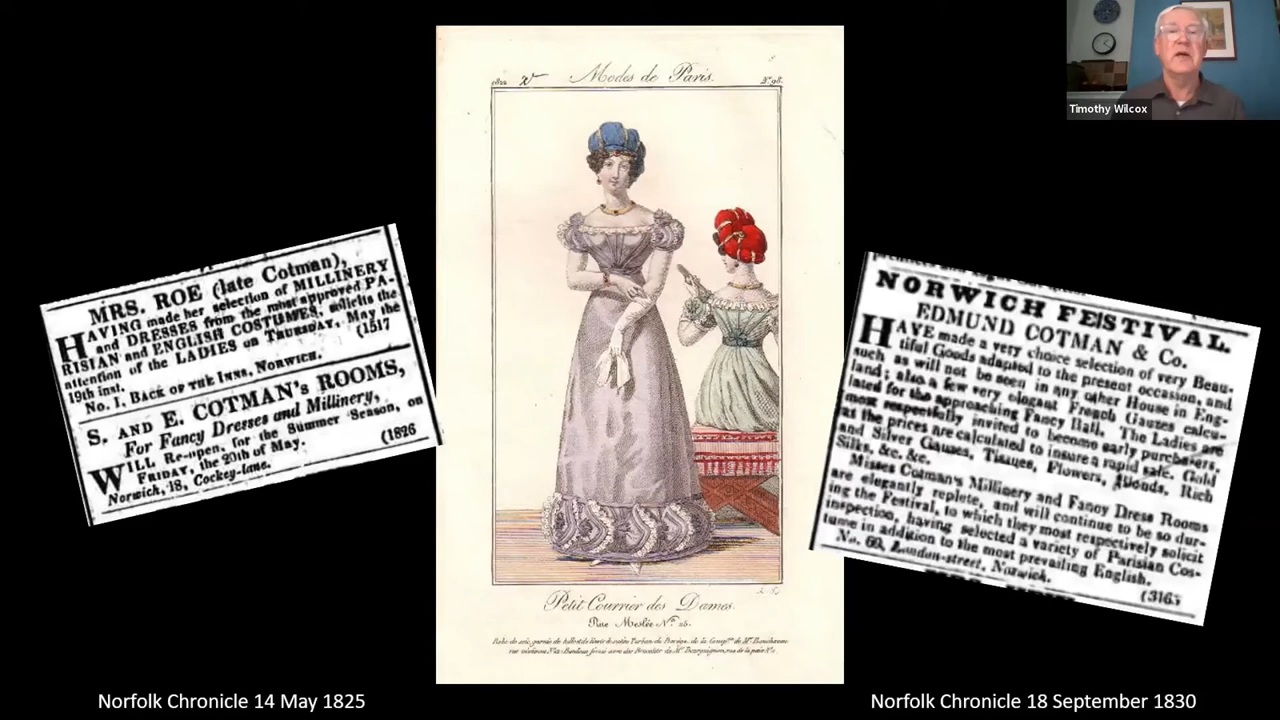 Timothy Wilcox
MRS. ROE (late Cotman),
HAVING made her selection of MILLINERY
and DRESSES from the most approved PA-
RISIAN and ENGLISH COSTUMES, solicits the
attention of the LADIES on THURSDAY, May the
19th inst. (1517
No. 1, BACK OF THE INNS, NORWICH.
S. AND E. COTMAN's ROOMS,
For Fancy Dresses and Millinery,
WILL Re-open, for the Summer Season, on
FRIDAY, the 20th of May.
Norwich, 18, Cockey-lane. (1826
1822 Modes de Paris. No. 98.
Petit Courrier des Dames.
Rue Meslée No. 25.
NORWICH FESTIVAL.
EDMUND COTMAN & Co.
HAVE made a very choice selection of very Beau-
tiful Goods adapted to the present occasion, and
such as will not be seen in any other House in Eng-
land; also a few very elegant French Gauzes calcu-
lated for the approaching Fancy Ball. The Ladies are
most respectfully invited to become early purchasers,
as the prices are calculated to insure a rapid sale. Gold
and Silver Gauzes, Tissues, Flowers, Blonds, Rich
Silks, &c. &c.
Misses Cotman's Millinery and Fancy Dress Rooms
are elegantly replete, and will continue to be so dur-
ing the Festival, to which they most respectively solicit
inspection, having selected a variety of Parisian Cos-
tume in addition to the most prevailing English.
No. 60, London-street, Norwich.
(3165
Norfolk Chronicle 14 May 1825
Norfolk Chronicle 18 September 1830